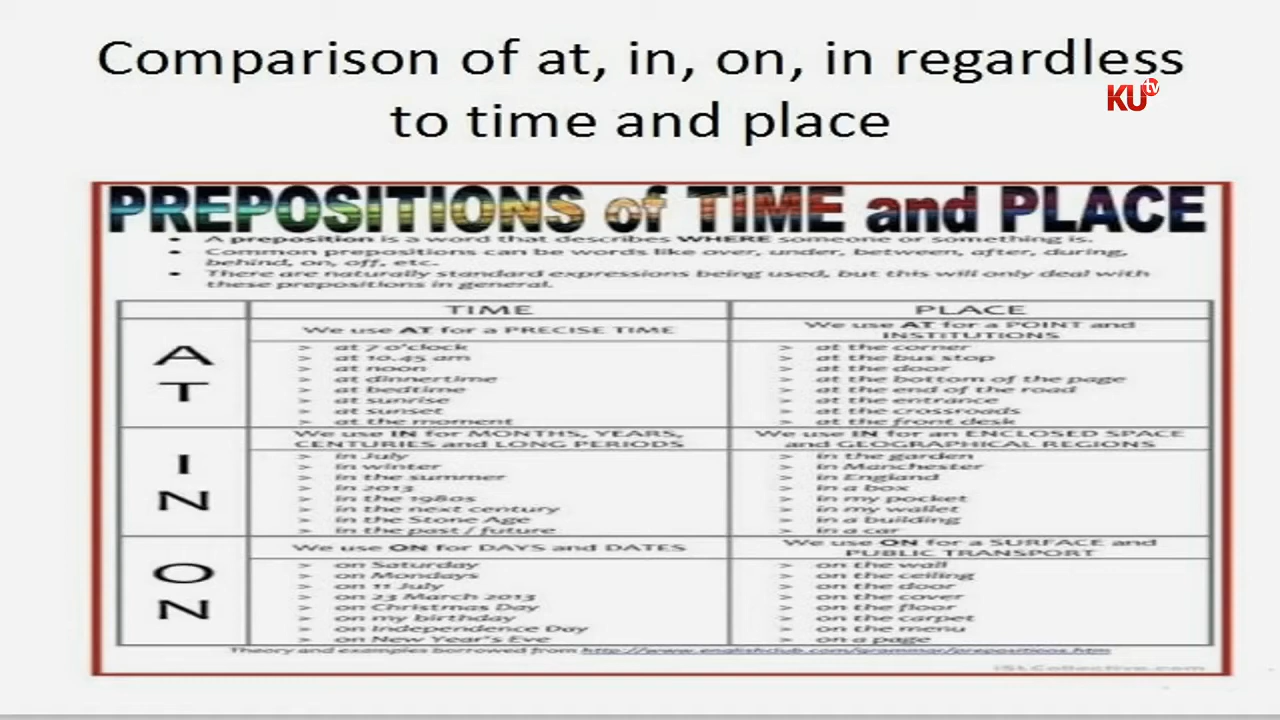 Comparison of at, in, on, in regardless
to time and place
KU tv
PREPOSITIONS of TIME and PLACE
A preposition is a word that describes WHERE someone or something is.
Common prepositions can be words like over, under, between, after, during,
behind, on, off, etc.
There are naturally standard expressions being used, but this will only deal with
these prepositions in general.
TIME
PLACE
AT
We use AT for a PRECISE TIME
at 7 o'clock
at 10.45 am
at noon
at dinnertime
at bedtime
at sunrise
at sunset
at the moment
We use AT for a POINT and
INSTITUTIONS
at the corner
at the bus stop
at the door
at the bottom of the page
at the end of the road
at the entrance
at the crossroads
at the front desk
IN
We use IN for MONTHS, YEARS,
CENTURIES and LONG PERIODS
in July
in winter
in the summer
in 2013
in the 1980s
in the next century
in the Stone Age
in the past / future
We use IN for an ENCLOSED SPACE
and GEOGRAPHICAL REGIONS
in the garden
in Manchester
in England
in a box
in my pocket
in my wallet
in a building
in a car
ON
We use ON for DAYS and DATES
on Saturday
on Mondays
on 11 July
on 23 March 2013
on Christmas Day
on my birthday
on Independence Day
on New Year's Eve
We use ON for a SURFACE and
PUBLIC TRANSPORT
on the wall
on the ceiling
on the door
on the cover
on the floor
on the carpet
on the menu
on a page
Theory and examples borrowed from http://www.englishclub.com/grammar/prepositions.htm
iSLCollective.com